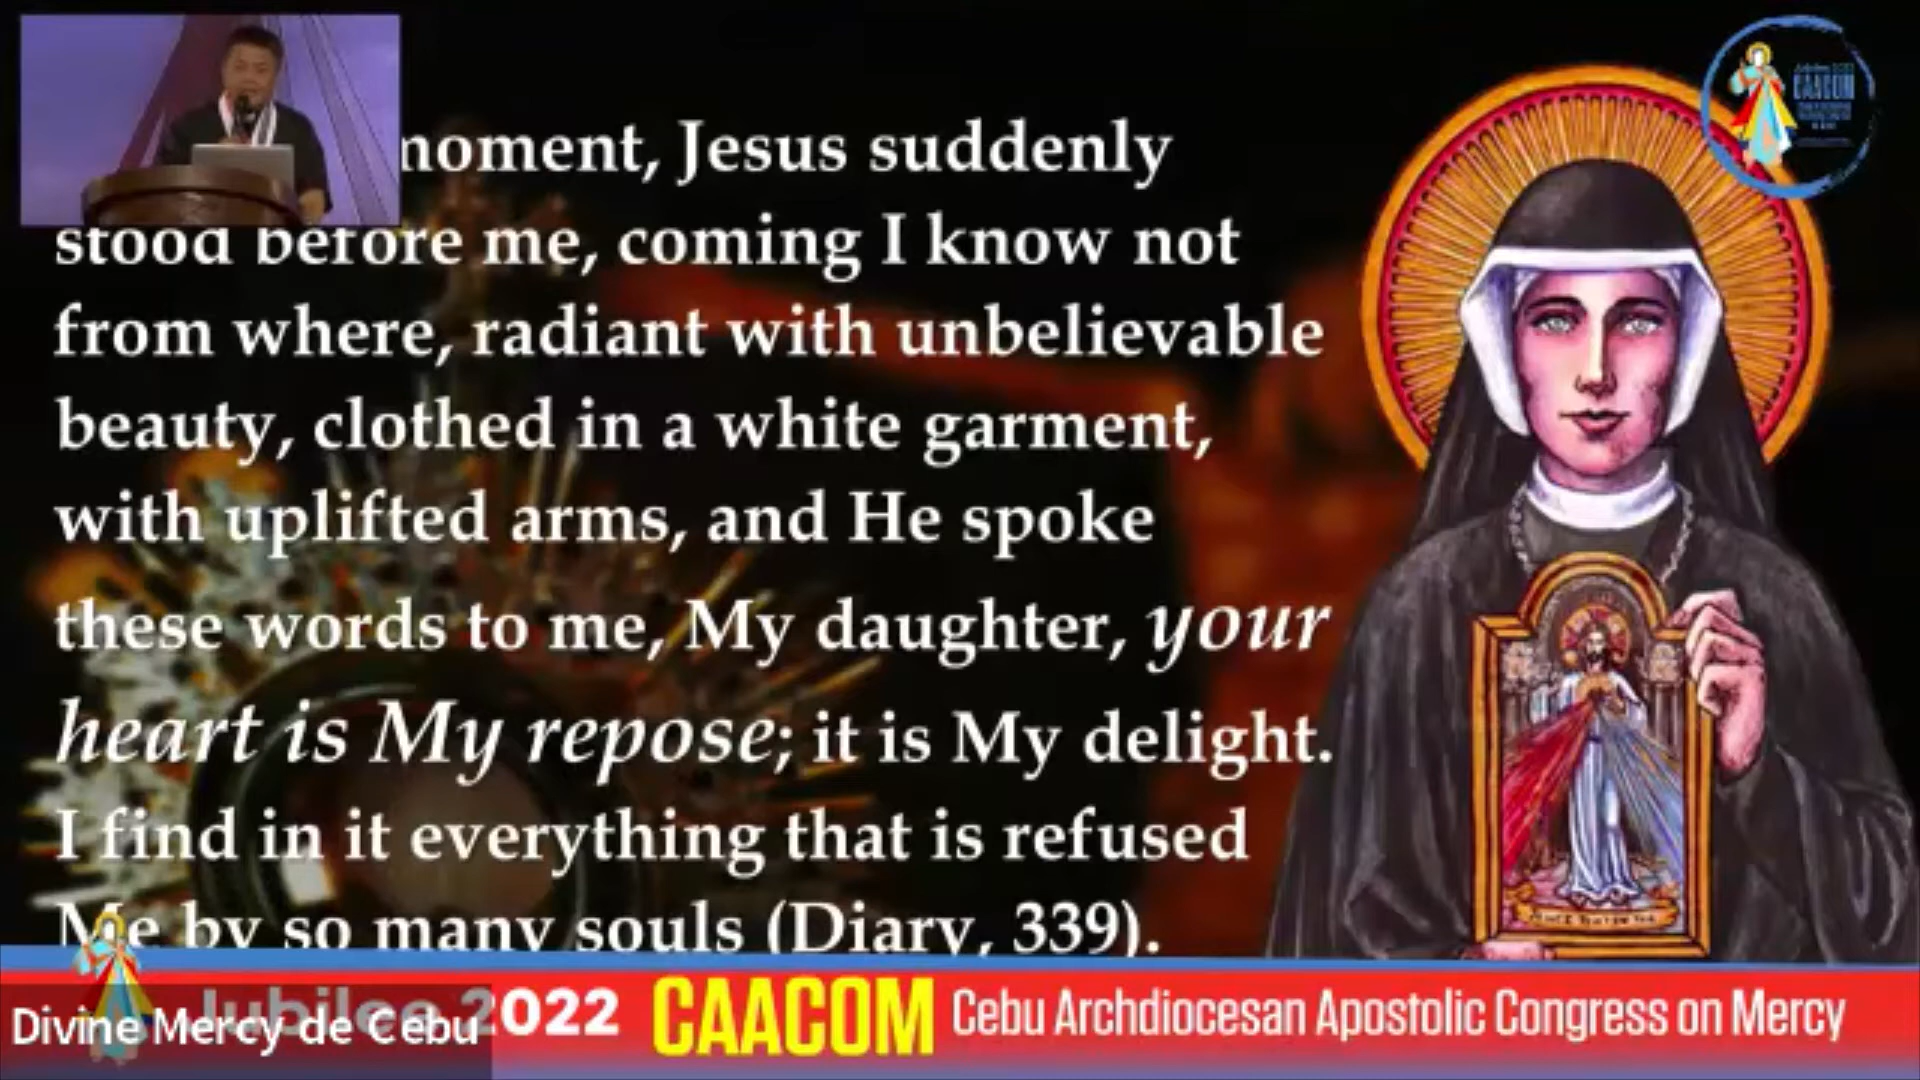 moment, Jesus suddenly
stood before me, coming I know not
from where, radiant with unbelievable
beauty, clothed in a white garment,
with uplifted arms, and He spoke
these words to me, My daughter, your
heart is My repose; it is My delight.
I find in it everything that is refused
Me by so many souls (Diary, 339).
CAACOM
Jubilee 2022 CAACOM Cebu Archdiocesan Apostolic Congress on Mercy
Divine Mercy de Cebu